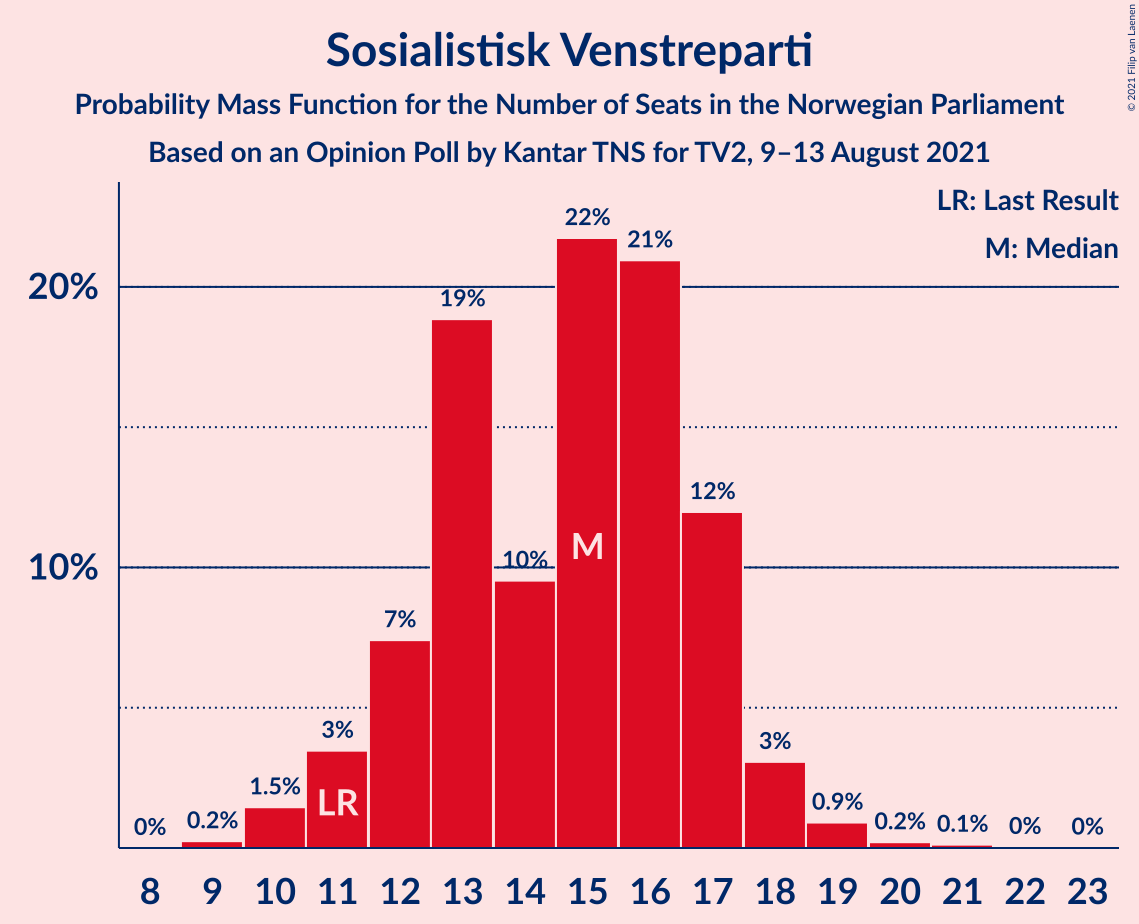 Sosialistisk Venstreparti
Probability Mass Function for the Number of Seats in the Norwegian Parliament
Based on an Opinion Poll by Kantar TNS for TV2, 9–13 August 2021
© 2021 Filip van Laenen
LR: Last Result
M: Median
20%
10%
0%
0.2%
1.5%
3%
7%
19%
10%
22%
21%
12%
3%
0.9%
0.2%
0.1%
0%
0%
LR
M
8 9 10 11 12 13 14 15 16 17 18 19 20 21 22 23